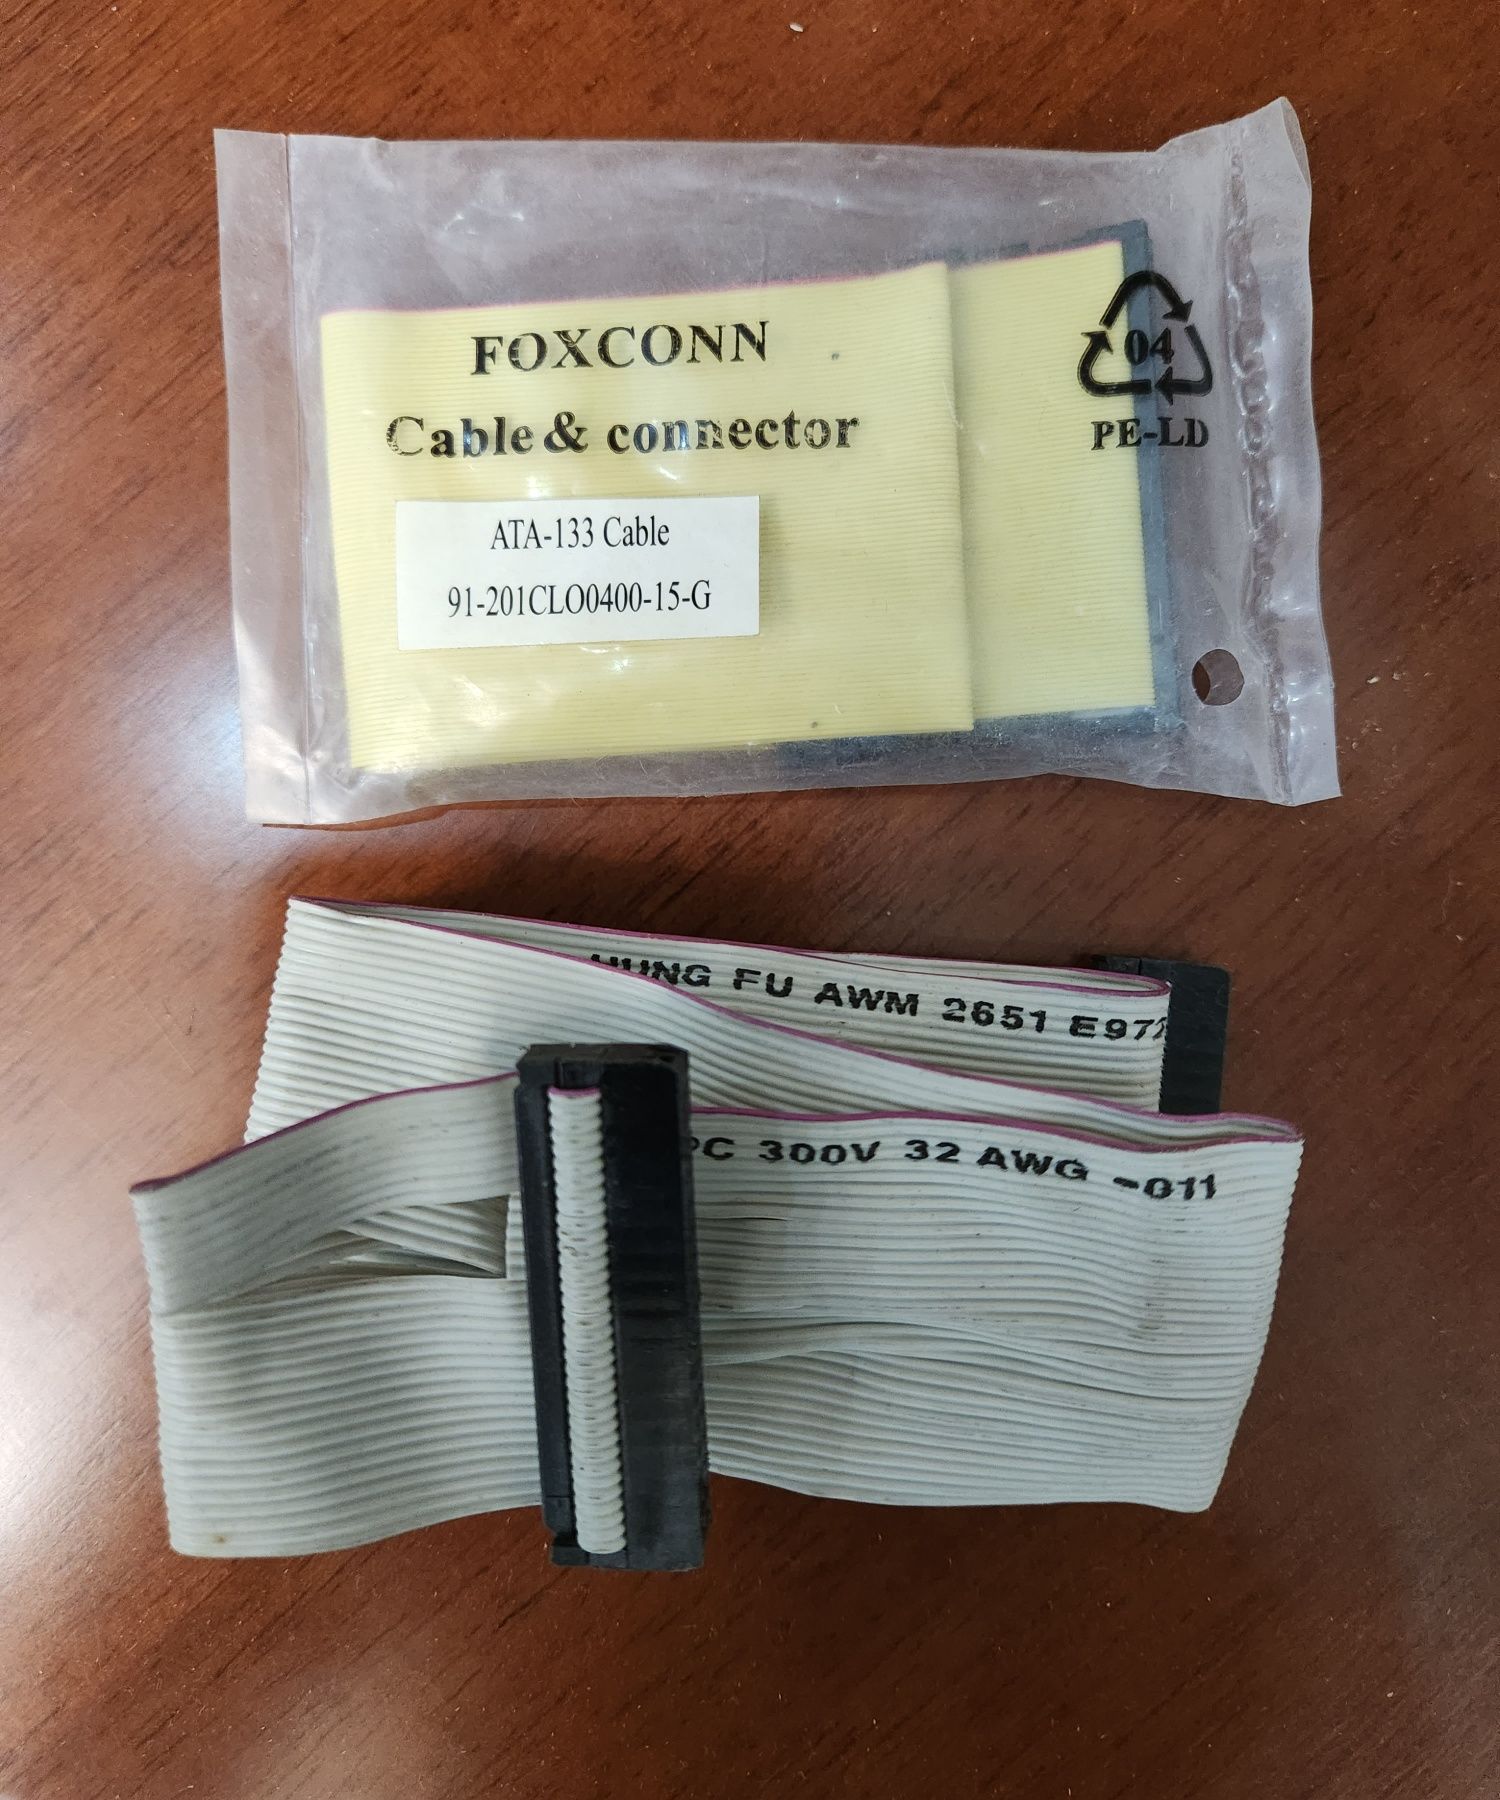 FOXCONN
Cable & connector
04
PE-LD
ATA-133 Cable
91-201CLO0400-15-G
HUNG FU AWM 2651 E97
300V 32 AWG -011